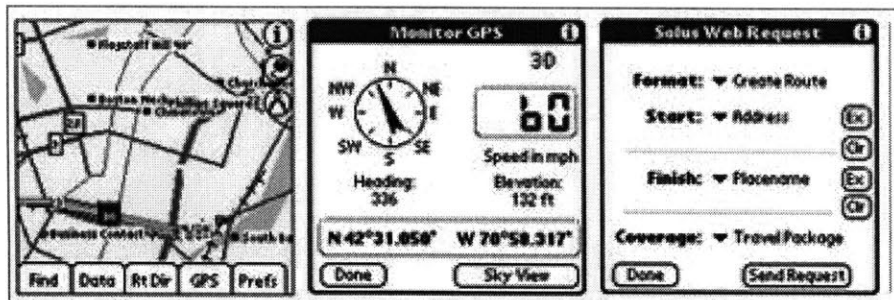 Flagstaff Hill
Find
Data
Rt Dir
GPS
Prefs
Monitor GPS
3D
N
NW
NE
W
E
SW
SE
S
60
Speed in mph
Heading:
336
Elevation:
132 ft
N 42°31.050' W 70°58.317'
Done
Sky View
Solus Web Request
Format: Create Route
Start: Address
Ex
Clr
Finish: Placename
Ex
Clr
Coverage: Travel Package
Done
Send Request